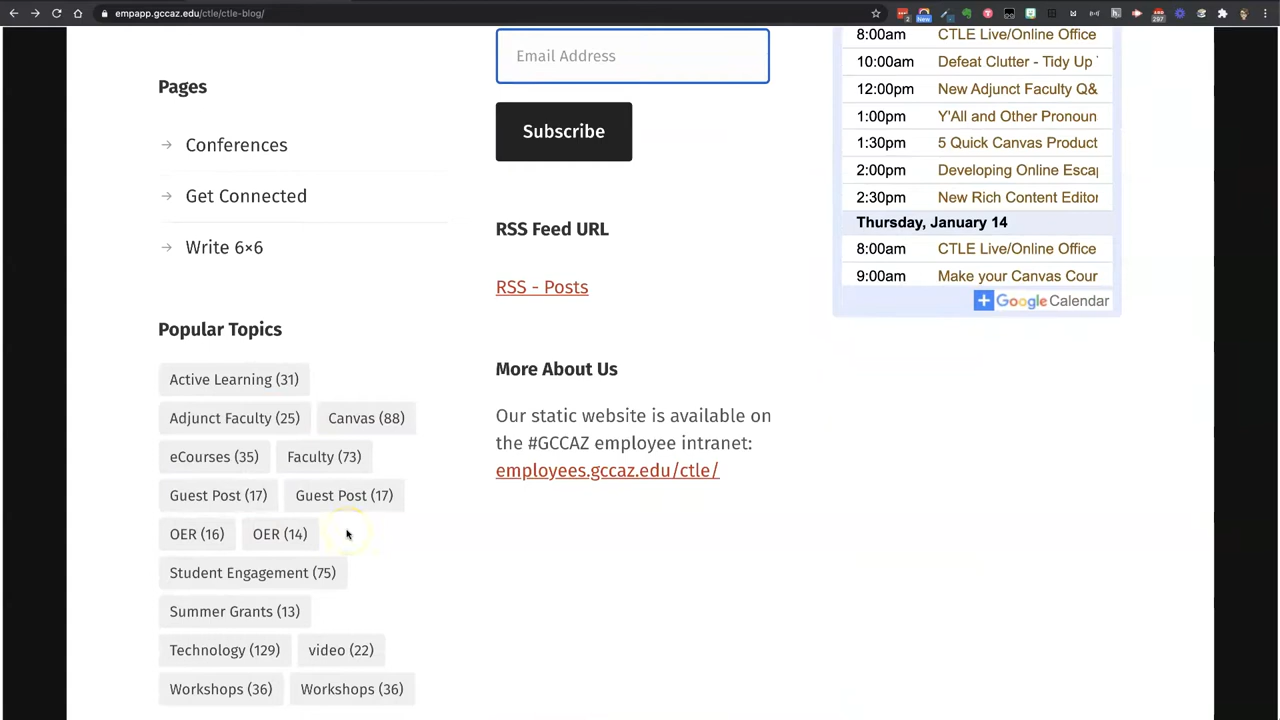 empapp.gccaz.edu/ctle/ctle-blog/
New
297
Pages
Conferences
Get Connected
Write 6×6
Popular Topics
Active Learning (31)
Adjunct Faculty (25) Canvas (88)
eCourses (35) Faculty (73)
Guest Post (17) Guest Post (17)
OER (16) OER (14)
Student Engagement (75)
Summer Grants (13)
Technology (129) video (22)
Workshops (36) Workshops (36)
Email Address
Subscribe
RSS Feed URL
RSS - Posts
More About Us
Our static website is available on
the #GCCAZ employee intranet:
employees.gccaz.edu/ctle/
8:00am CTLE Live/Online Office
10:00am Defeat Clutter - Tidy Up
12:00pm New Adjunct Faculty Q&
1:00pm Y'All and Other Pronoun
1:30pm 5 Quick Canvas Product
2:00pm Developing Online Esca
2:30pm New Rich Content Editor
Thursday, January 14
8:00am CTLE Live/Online Office
9:00am Make your Canvas Cour
Google Calendar